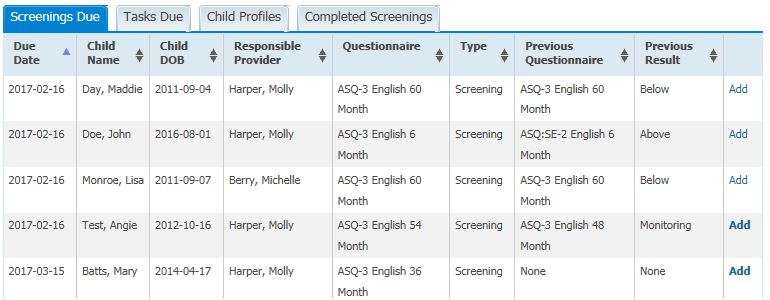 Screenings Due Tasks Due Child Profiles Completed Screenings
Due Date Child Name Child DOB Responsible Provider Questionnaire Type Previous Questionnaire Previous Result
2017-02-16 Day, Maddie 2011-09-04 Harper, Molly ASQ-3 English 60 Month Screening ASQ-3 English 60 Month Below Add
2017-02-16 Doe, John 2016-08-01 Harper, Molly ASQ-3 English 6 Month Screening ASQ:SE-2 English 6 Month Above Add
2017-02-16 Monroe, Lisa 2011-09-07 Berry, Michelle ASQ-3 English 60 Month Screening ASQ-3 English 60 Month Below Add
2017-02-16 Test, Angie 2012-10-16 Harper, Molly ASQ-3 English 54 Month Screening ASQ-3 English 48 Month Monitoring Add
2017-03-15 Batts, Mary 2014-04-17 Harper, Molly ASQ-3 English 36 Month Screening None None Add